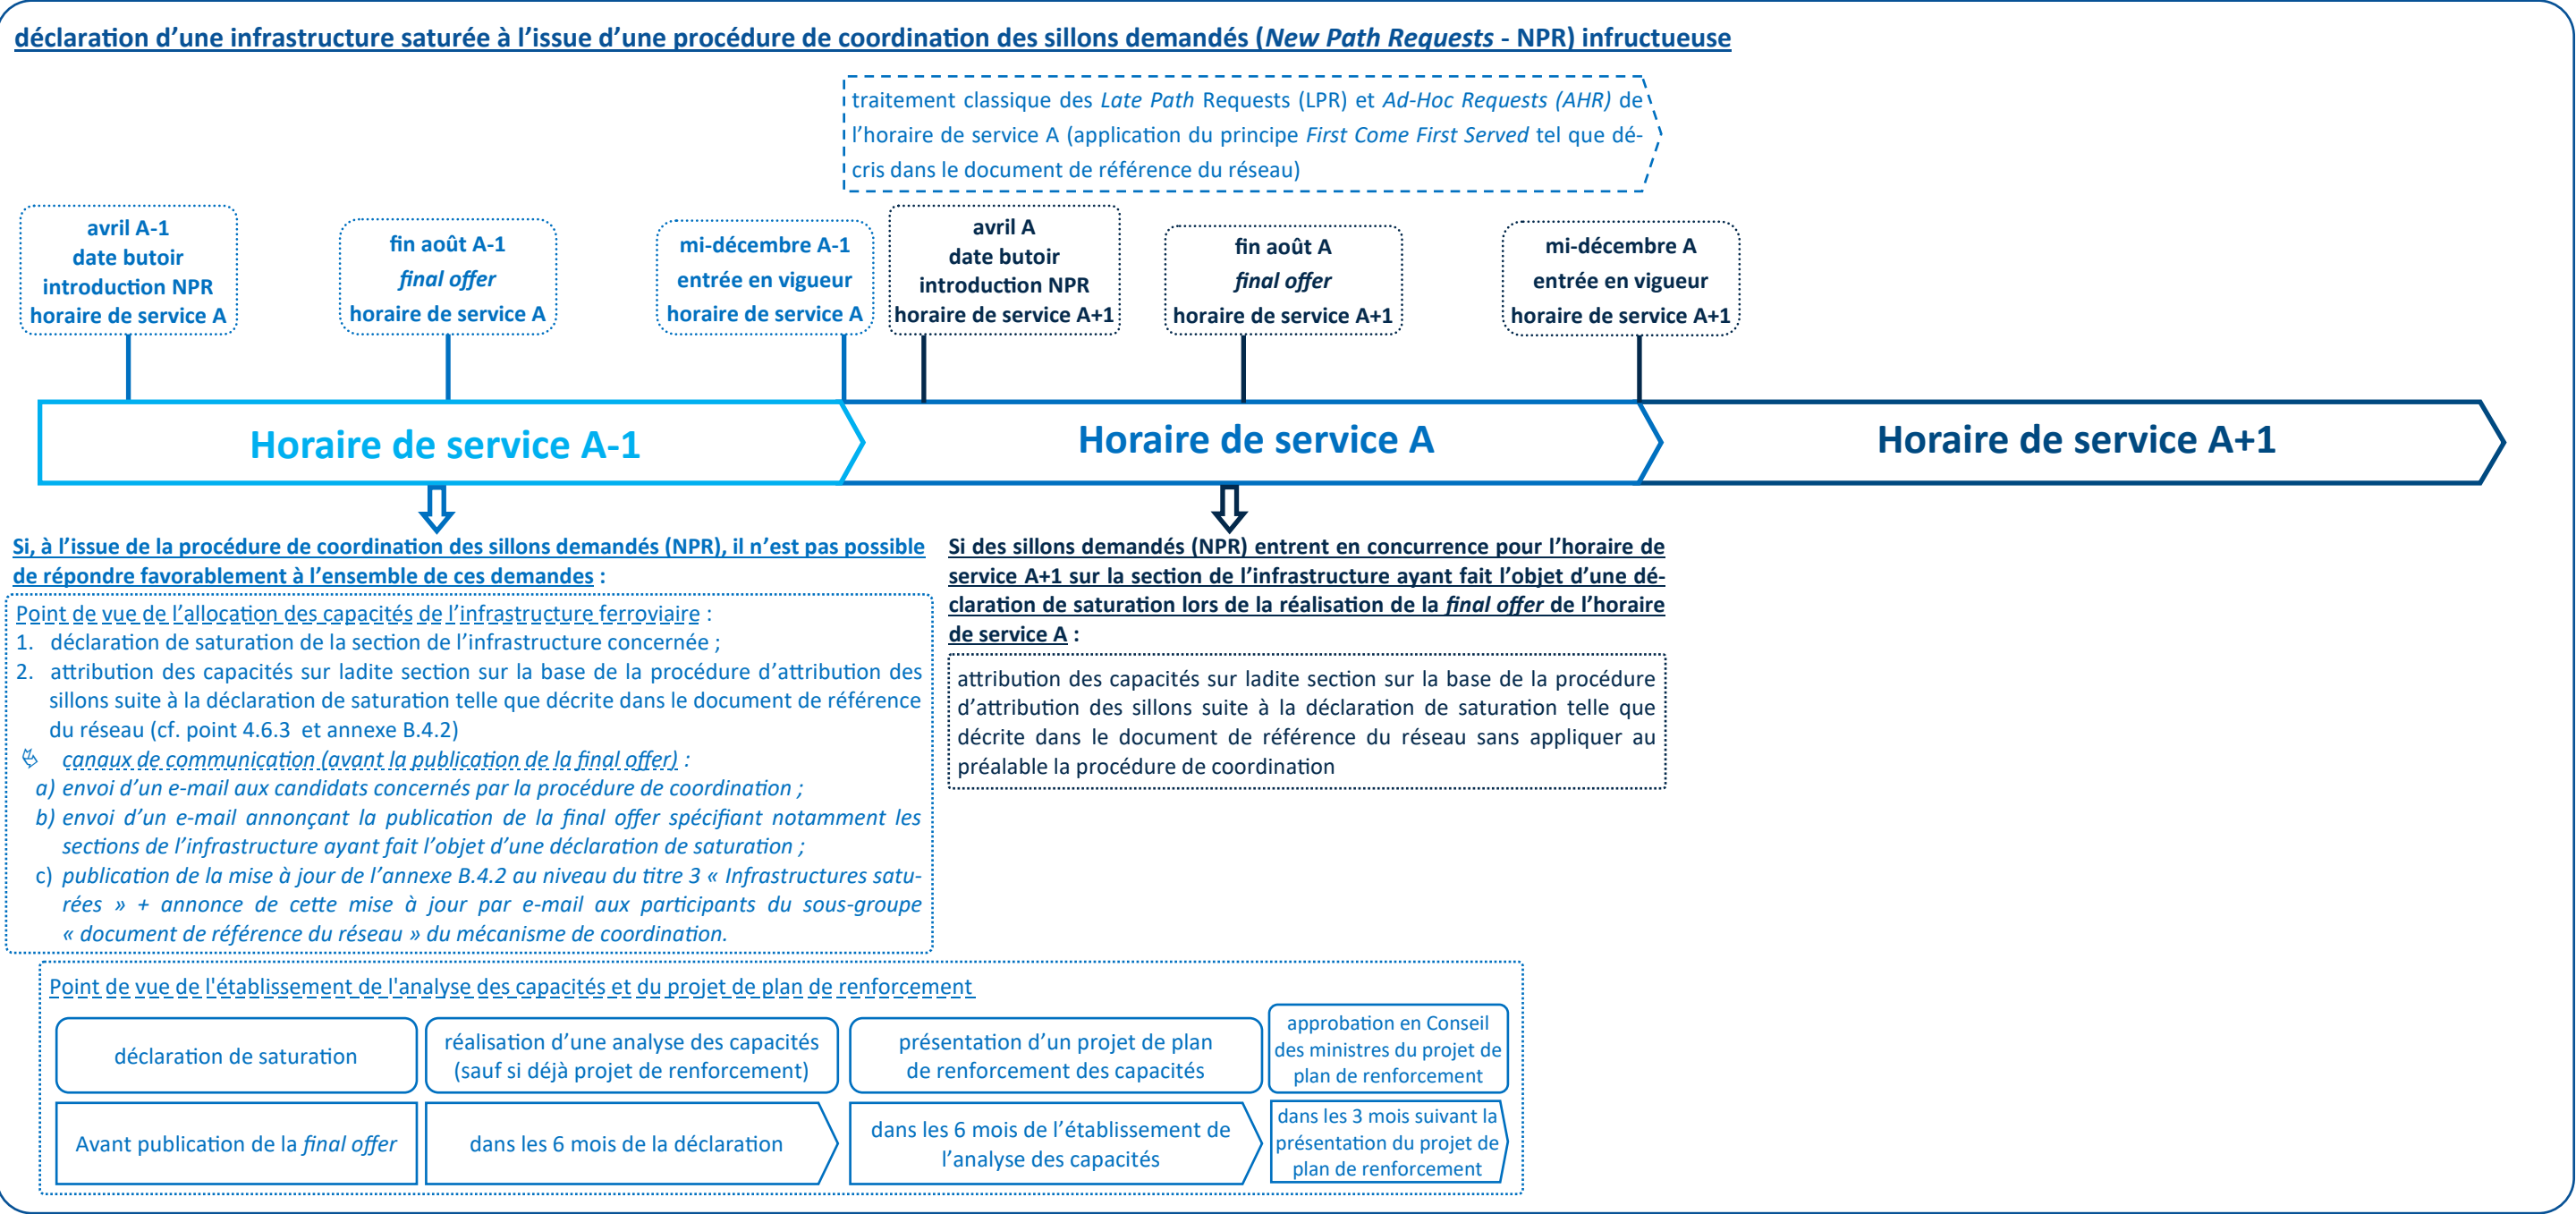 déclaration d’une infrastructure saturée à l’issue d’une procédure de coordination des sillons demandés (New Path Requests - NPR) infructueuse
traitement classique des Late Path Requests (LPR) et Ad-Hoc Requests (AHR) de
l’horaire de service A (application du principe First Come First Served tel que dé-
cris dans le document de référence du réseau)
avril A-1
date butoir
introduction NPR
horaire de service A
fin août A-1
final offer
horaire de service A
mi-décembre A-1
entrée en vigueur
horaire de service A
avril A
date butoir
introduction NPR
horaire de service A+1
fin août A
final offer
horaire de service A+1
mi-décembre A
entrée en vigueur
horaire de service A+1
Horaire de service A-1
Horaire de service A
Horaire de service A+1
Si, à l’issue de la procédure de coordination des sillons demandés (NPR), il n’est pas possible
de répondre favorablement à l’ensemble de ces demandes :
Point de vue de l’allocation des capacités de l’infrastructure ferroviaire :
1. déclaration de saturation de la section de l’infrastructure concernée ;
2. attribution des capacités sur ladite section sur la base de la procédure d’attribution des
sillons suite à la déclaration de saturation telle que décrite dans le document de référence
du réseau (cf. point 4.6.3 et annexe B.4.2)
canaux de communication (avant la publication de la final offer) :
a) envoi d’un e-mail aux candidats concernés par la procédure de coordination ;
b) envoi d’un e-mail annonçant la publication de la final offer spécifiant notamment les
sections de l’infrastructure ayant fait l’objet d’une déclaration de saturation ;
c) publication de la mise à jour de l’annexe B.4.2 au niveau du titre 3 « Infrastructures satu-
rées » + annonce de cette mise à jour par e-mail aux participants du sous-groupe
« document de référence du réseau » du mécanisme de coordination.
Si des sillons demandés (NPR) entrent en concurrence pour l’horaire de
service A+1 sur la section de l’infrastructure ayant fait l’objet d’une dé-
claration de saturation lors de la réalisation de la final offer de l’horaire
de service A :
attribution des capacités sur ladite section sur la base de la procédure
d’attribution des sillons suite à la déclaration de saturation telle que
décrite dans le document de référence du réseau sans appliquer au
préalable la procédure de coordination
Point de vue de l'établissement de l'analyse des capacités et du projet de plan de renforcement
déclaration de saturation
réalisation d’une analyse des capacités
(sauf si déjà projet de renforcement)
présentation d’un projet de plan
de renforcement des capacités
approbation en Conseil
des ministres du projet de
plan de renforcement
Avant publication de la final offer
dans les 6 mois de la déclaration
dans les 6 mois de l’établissement de
l’analyse des capacités
dans les 3 mois suivant la
présentation du projet de
plan de renforcement